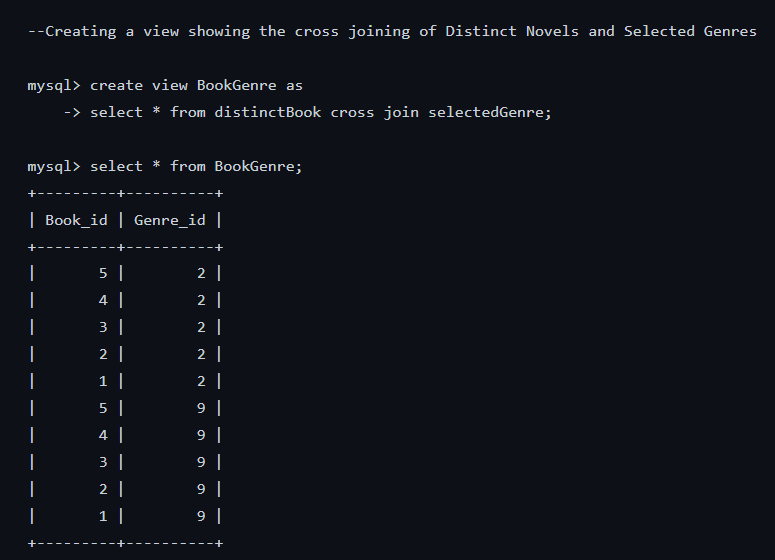 --Creating a view showing the cross joining of Distinct Novels and Selected Genres
mysql> create view BookGenre as
    -> select * from distinctBook cross join selectedGenre;
mysql> select * from BookGenre;
+---------+----------+
| Book_id | Genre_id |
+---------+----------+
|       5 |        2 |
|       4 |        2 |
|       3 |        2 |
|       2 |        2 |
|       1 |        2 |
|       5 |        9 |
|       4 |        9 |
|       3 |        9 |
|       2 |        9 |
|       1 |        9 |
+---------+----------+